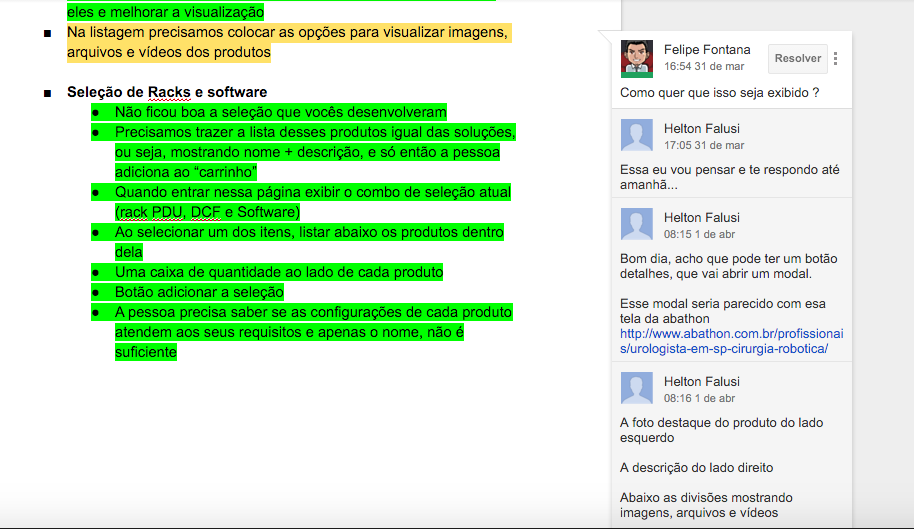 eles e melhorar a visualização
Na listagem precisamos colocar as opções para visualizar imagens,
arquivos e vídeos dos produtos
Seleção de Racks e software
Não ficou boa a seleção que vocês desenvolveram
Precisamos trazer a lista desses produtos igual das soluções,
ou seja, mostrando nome + descrição, e só então a pessoa
adiciona ao “carrinho”
Quando entrar nessa página exibir o combo de seleção atual
(rack PDU, DCF e Software)
Ao selecionar um dos itens, listar abaixo os produtos dentro
dela
Uma caixa de quantidade ao lado de cada produto
Botão adicionar a seleção
A pessoa precisa saber se as configurações de cada produto
atendem aos seus requisitos e apenas o nome, não é
suficiente
Felipe Fontana
16:54 31 de mar
Resolver
Como quer que isso seja exibido ?
Helton Falusi
17:05 31 de mar
Essa eu vou pensar e te respondo até
amanhã...
Helton Falusi
08:15 1 de abr
Bom dia, acho que pode ter um botão
detalhes, que vai abrir um modal.
Esse modal seria parecido com esa
tela da abathon
http://www.abathon.com.br/profissionai
s/urologista-em-sp-cirurgia-robotica/
Helton Falusi
08:16 1 de abr
A foto destaque do produto do lado
esquerdo
A descrição do lado direito
Abaixo as divisões mostrando
imagens, arquivos e vídeos